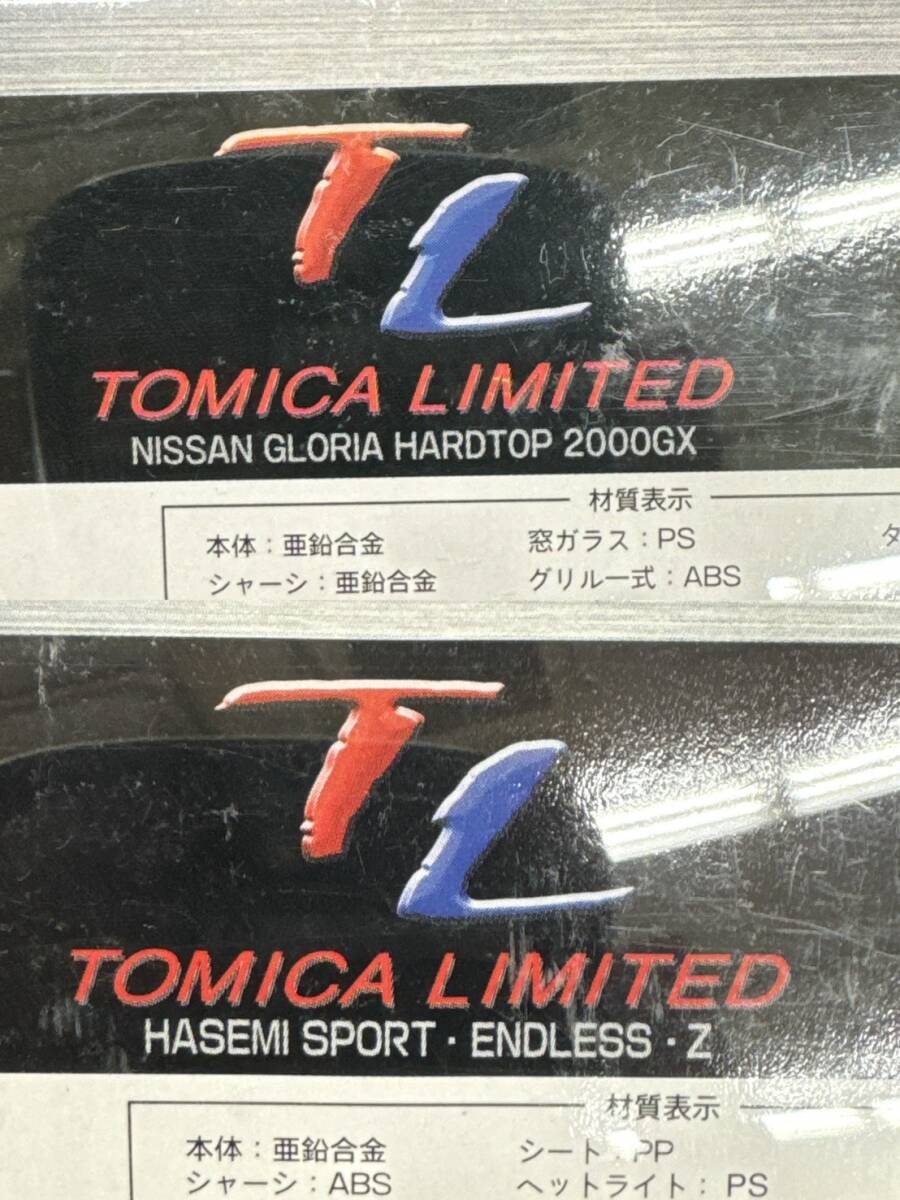 TL
TOMICA LIMITED
NISSAN GLORIA HARDTOP 2000GX
材質表示
本体：亜鉛合金 窓ガラス：PS タ
シャーシ：亜鉛合金 グリル一式：ABS
TL
TOMICA LIMITED
HASEMI SPORT・ENDLESS・Z
材質表示
本体：亜鉛合金 シート：PP
シャーシ：ABS ヘットライト：PS